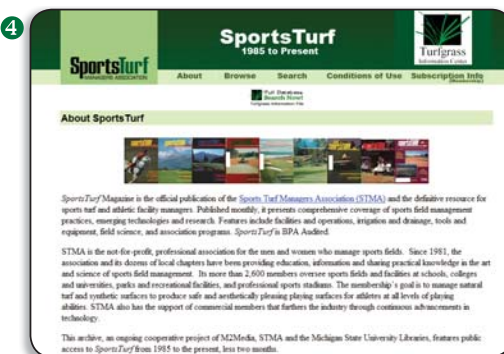 4
SportsTurf
1985 to Present
SportsTurf
MANAGERS ASSOCIATION
Turfgrass
Information Center
About Browse Search Conditions of Use Subscription Info
(Membership)
Turf Database
Search Now!
Turfgrass Information File
About SportsTurf
SportsTurf Magazine is the official publication of the Sports Turf Managers Association (STMA) and the definitive resource for
sports turf and athletic facility managers. Published monthly, it presents comprehensive coverage of sports field management
practices, emerging technologies and research. Features include facilities and operations, irrigation and drainage, tools and
equipment, field science, and association programs. SportsTurf is BPA Audited.
STMA is the not-for-profit, professional association for the men and women who manage sports fields. Since 1981, the
association and its dozens of local chapters have been providing education, information and sharing practical knowledge in the art
and science of sports field management. Its more than 2,600 members oversee sports fields and facilities at schools, colleges
and universities, parks and recreational facilities, and professional sports stadiums. The membership's goal is to manage natural
turf and synthetic surfaces to produce safe and aesthetically pleasing playing surfaces for athletes at all levels of playing
abilities. STMA also has the support of commercial members that furthers the industry through continuous advancements in
technology.
This archive, an ongoing cooperative project of M2Media, STMA and the Michigan State University Libraries, features public
access to SportsTurf from 1985 to the present, less two months.